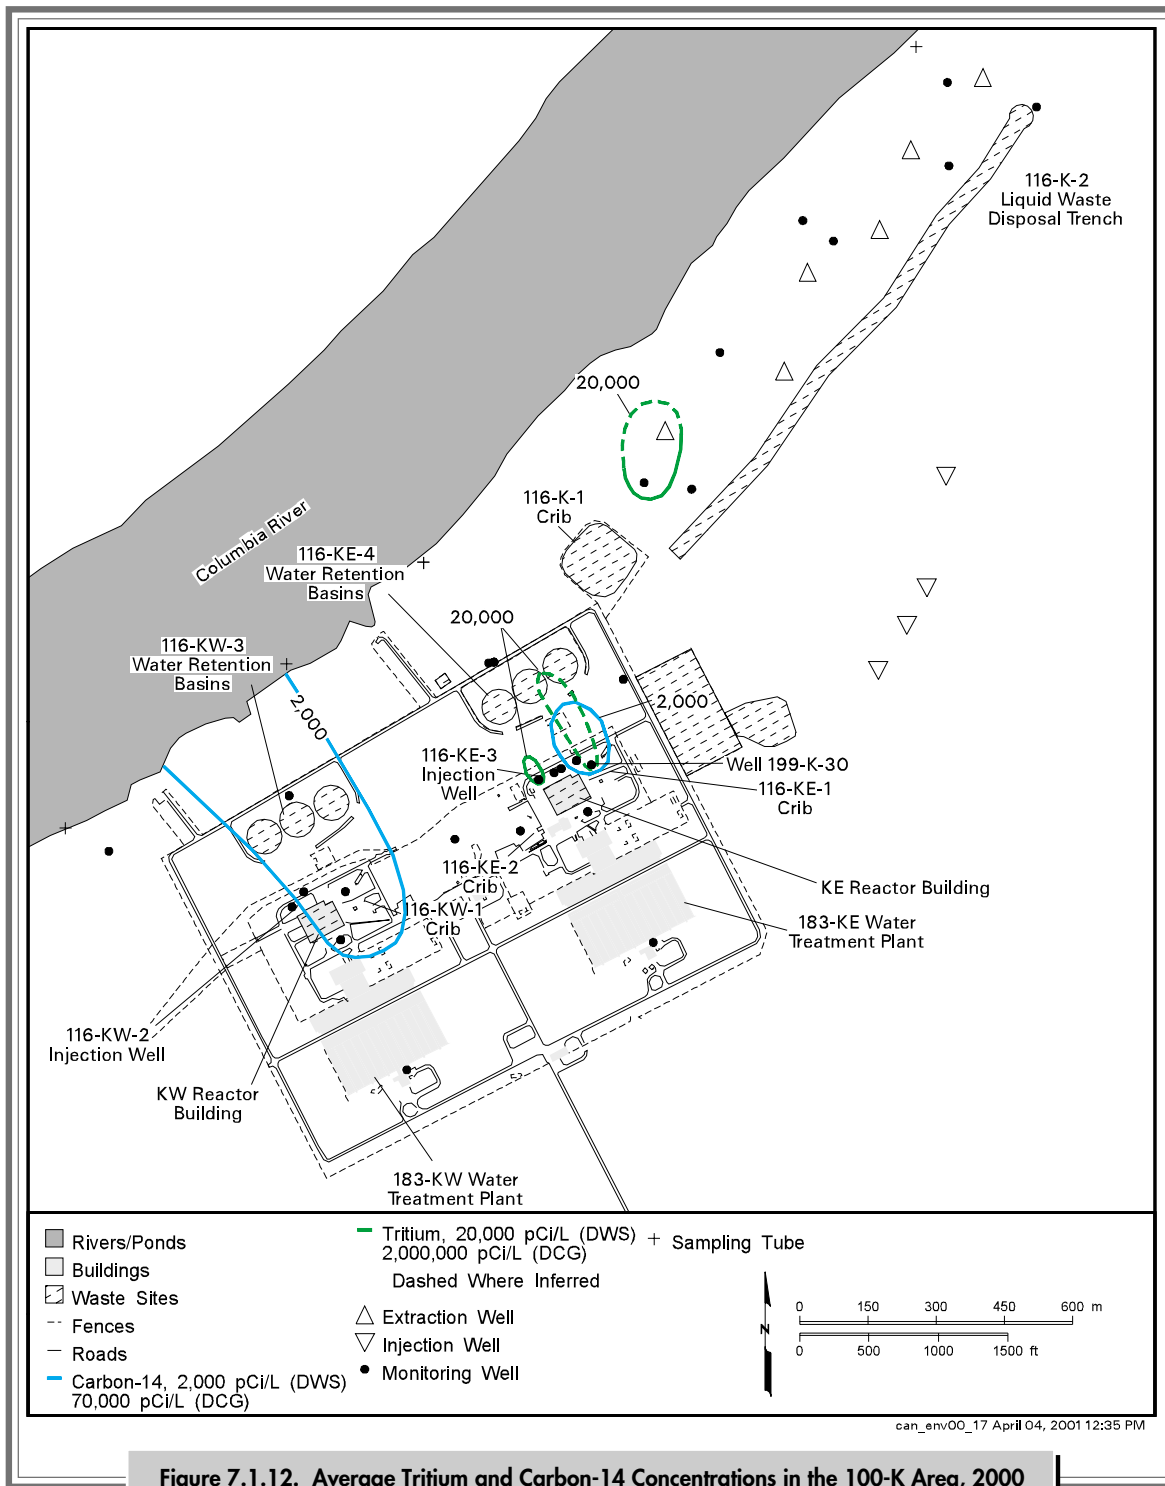 116-K-2
Liquid Waste
Disposal Trench
20,000
116-K-1
Crib
Columbia River
116-KE-4
Water Retention
Basins
20,000
116-KW-3
Water Retention
Basins
2,000
2,000
116-KE-3
Injection
Well
Well 199-K-30
116-KE-1
Crib
116-KE-2
Crib
KE Reactor Building
116-KW-1
Crib
183-KE Water
Treatment Plant
116-KW-2
Injection Well
KW Reactor
Building
183-KW Water
Treatment Plant
Rivers/Ponds
Buildings
Waste Sites
Fences
Roads
Carbon-14, 2,000 pCi/L (DWS)
70,000 pCi/L (DCG)
Tritium, 20,000 pCi/L (DWS)
2,000,000 pCi/L (DCG)
Dashed Where Inferred
Extraction Well
Injection Well
Monitoring Well
Sampling Tube
N
0 150 300 450 600 m
0 500 1000 1500 ft
can_env00_17 April 04, 2001 12:35 PM
Figure 7.1.12. Average Tritium and Carbon-14 Concentrations in the 100-K Area, 2000